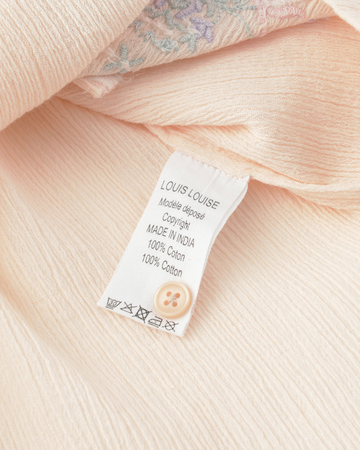 LOUIS LOUISE
Modèle déposé
Copyright
MADE IN INDIA
100% Coton
100% Cotton